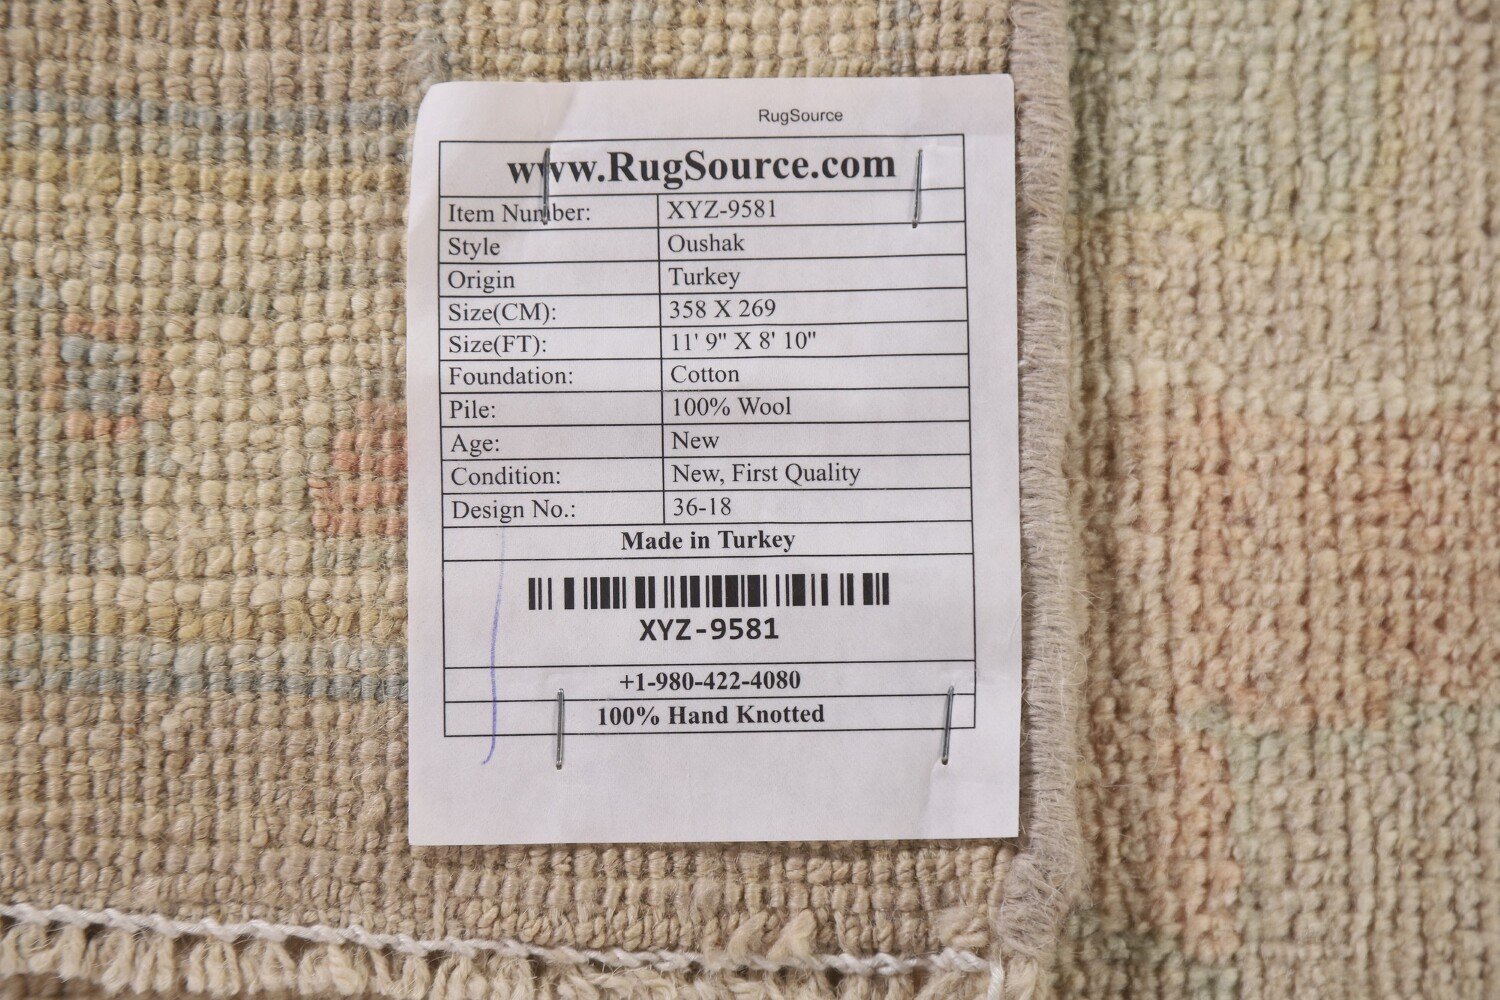 RugSource
www.RugSource.com
Item Number: XYZ-9581
Style Oushak
Origin Turkey
Size(CM): 358 X 269
Size(FT): 11' 9" X 8' 10"
Foundation: Cotton
Pile: 100% Wool
Age: New
Condition: New, First Quality
Design No.: 36-18
Made in Turkey
XYZ-9581
+1-980-422-4080
100% Hand Knotted